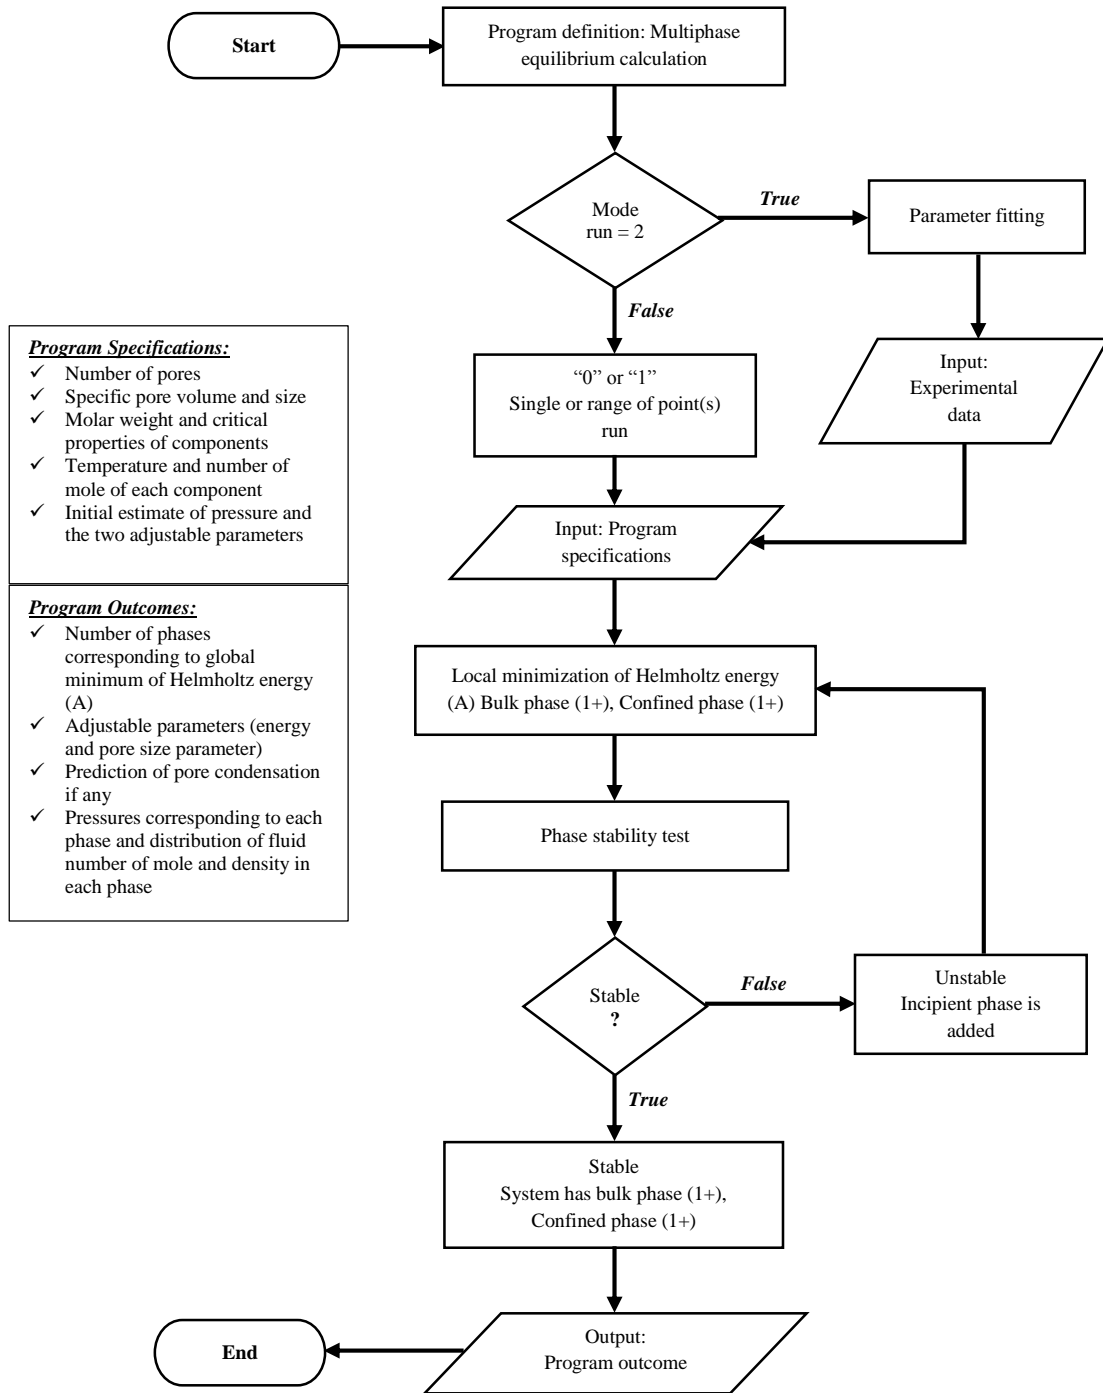 Start
Program definition: Multiphase
equilibrium calculation
Mode
run = 2
True
Parameter fitting
False
Input:
Experimental
data
“0” or “1”
Single or range of point(s)
run
Input: Program
specifications
Program Specifications:
✓ Number of pores
✓ Specific pore volume and size
✓ Molar weight and critical
properties of components
✓ Temperature and number of
mole of each component
✓ Initial estimate of pressure and
the two adjustable parameters
Program Outcomes:
✓ Number of phases
corresponding to global
minimum of Helmholtz energy
(A)
✓ Adjustable parameters (energy
and pore size parameter)
✓ Prediction of pore condensation
if any
✓ Pressures corresponding to each
phase and distribution of fluid
number of mole and density in
each phase
Local minimization of Helmholtz energy
(A) Bulk phase (1+), Confined phase (1+)
Phase stability test
Stable
?
False
Unstable
Incipient phase is
added
True
Stable
System has bulk phase (1+),
Confined phase (1+)
Output:
Program outcome
End